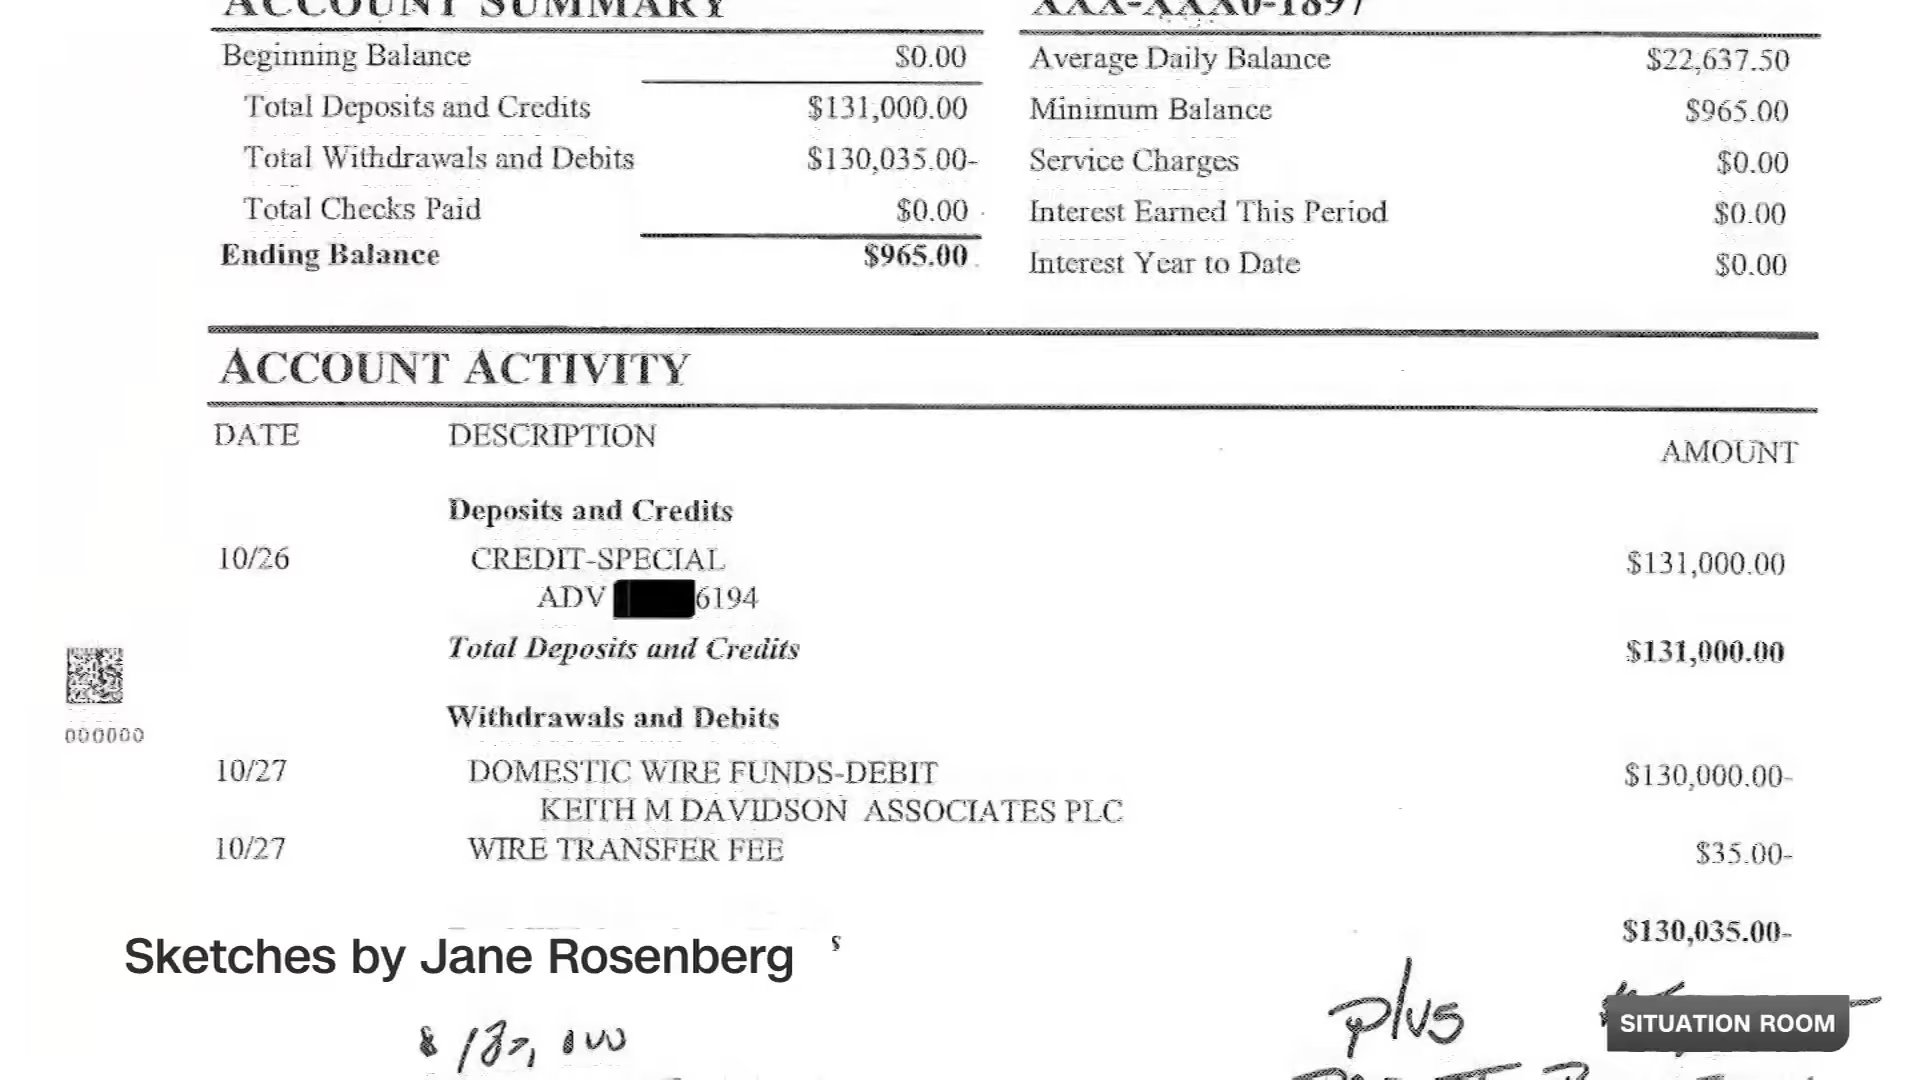 ACCOUNT SUMMARY
XXX-XXX0-1897
Beginning Balance $0.00
Average Daily Balance $22,637.50
Total Deposits and Credits $131,000.00
Minimum Balance $965.00
Total Withdrawals and Debits $130,035.00-
Service Charges $0.00
Total Checks Paid $0.00
Interest Earned This Period $0.00
Ending Balance $965.00
Interest Year to Date $0.00
ACCOUNT ACTIVITY
DATE DESCRIPTION AMOUNT
Deposits and Credits
10/26 CREDIT-SPECIAL $131,000.00
ADV 6194
Total Deposits and Credits $131,000.00
000000
Withdrawals and Debits
10/27 DOMESTIC WIRE FUNDS-DEBIT $130,000.00-
KEITH M DAVIDSON ASSOCIATES PLC
10/27 WIRE TRANSFER FEE $35.00-
$130,035.00-
Sketches by Jane Rosenberg
plus
SITUATION ROOM